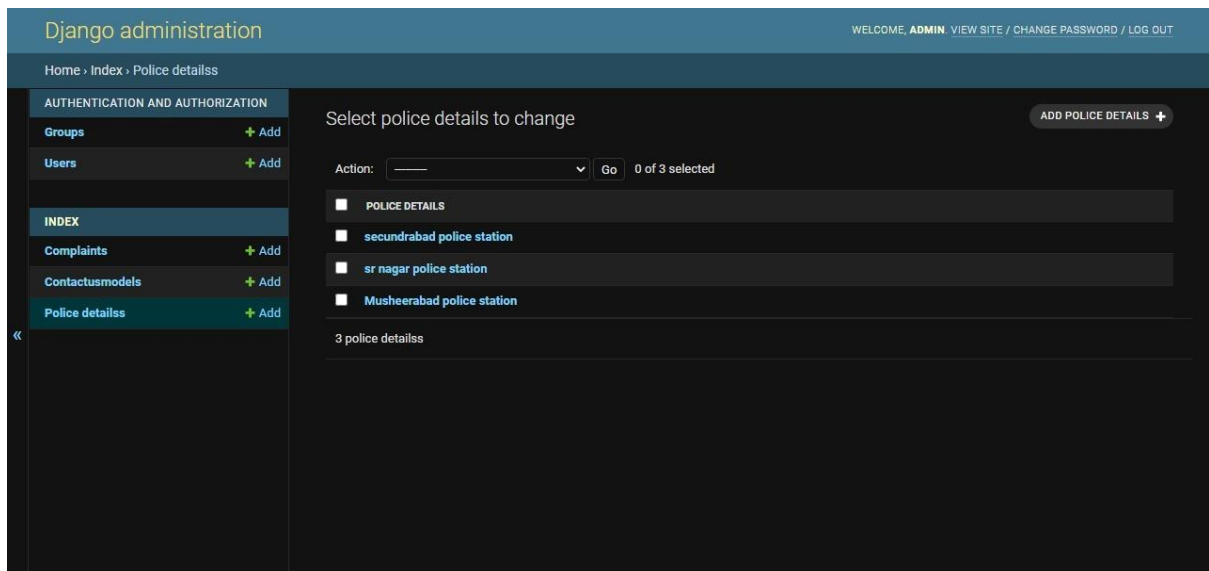 Django administration
WELCOME, ADMIN. VIEW SITE / CHANGE PASSWORD / LOG OUT
Home › Index › Police detailss
AUTHENTICATION AND AUTHORIZATION
Groups + Add
Users + Add
INDEX
Complaints + Add
Contactusmodels + Add
Police detailss + Add
«
Select police details to change
ADD POLICE DETAILS +
Action: --------- Go 0 of 3 selected
POLICE DETAILS
secundrabad police station
sr nagar police station
Musheerabad police station
3 police detailss